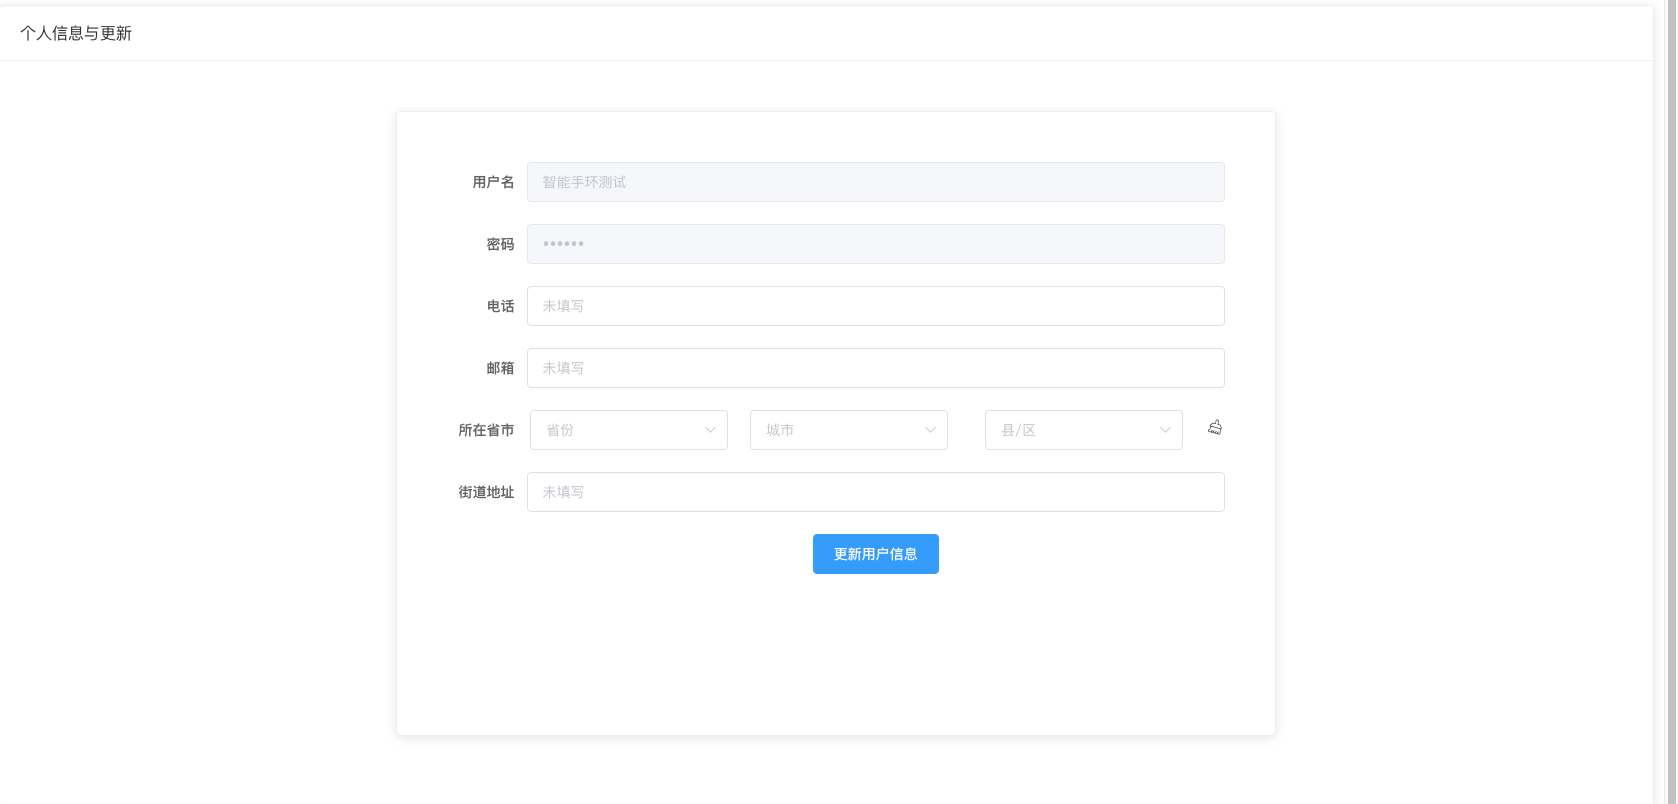 个人信息与更新
用户名 智能手环测试
密码 ••••••
电话 未填写
邮箱 未填写
所在省市 省份 城市 县/区
街道地址 未填写
更新用户信息